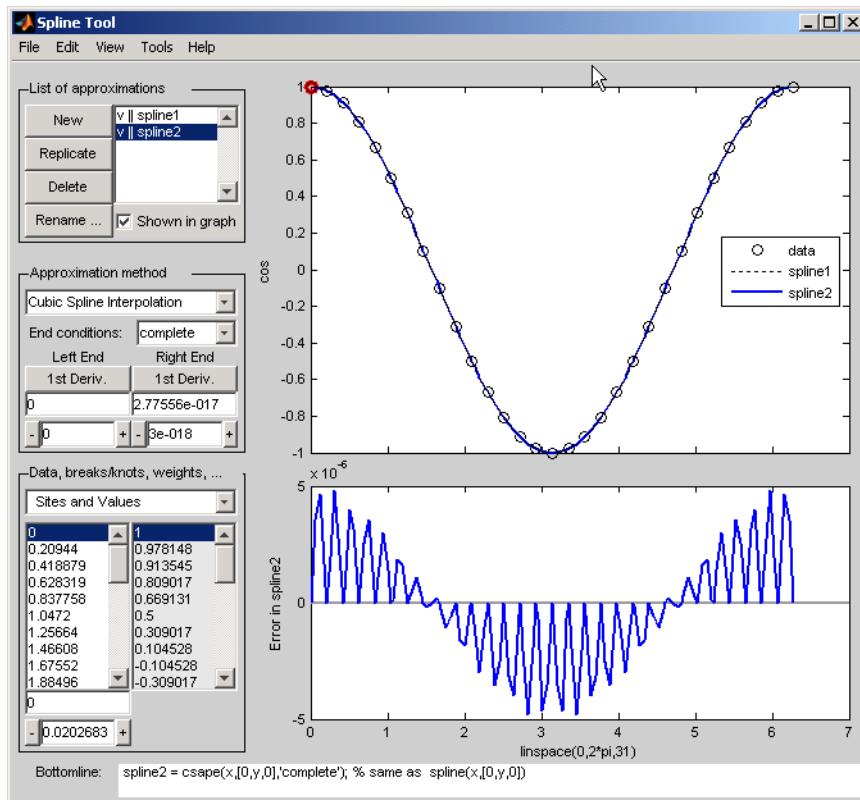 Spline Tool
File Edit View Tools Help
List of approximations
New
Replicate
Delete
Rename ...
v || spline1
v || spline2
Shown in graph
Approximation method
Cubic Spline Interpolation
End conditions: complete
Left End Right End
1st Deriv. 1st Deriv.
0 2.77556e-017
- 0 + - 3e-018 +
Data, breaks/knots, weights, ...
Sites and Values
0 1
0.20944 0.978148
0.418879 0.913545
0.628319 0.809017
0.837758 0.669131
1.0472 0.5
1.25664 0.309017
1.46608 0.104528
1.67552 -0.104528
1.88496 -0.309017
0
- 0.0202683 +
1
0.8
0.6
0.4
0.2
0
-0.2
-0.4
-0.6
-0.8
-1
cos
data
spline1
spline2
x 10^-6
5
0
-5
Error in spline2
0 1 2 3 4 5 6 7
linspace(0,2*pi,31)
Bottomline: spline2 = csape(x,[0,y,0],'complete'); % same as spline(x,[0,y,0])